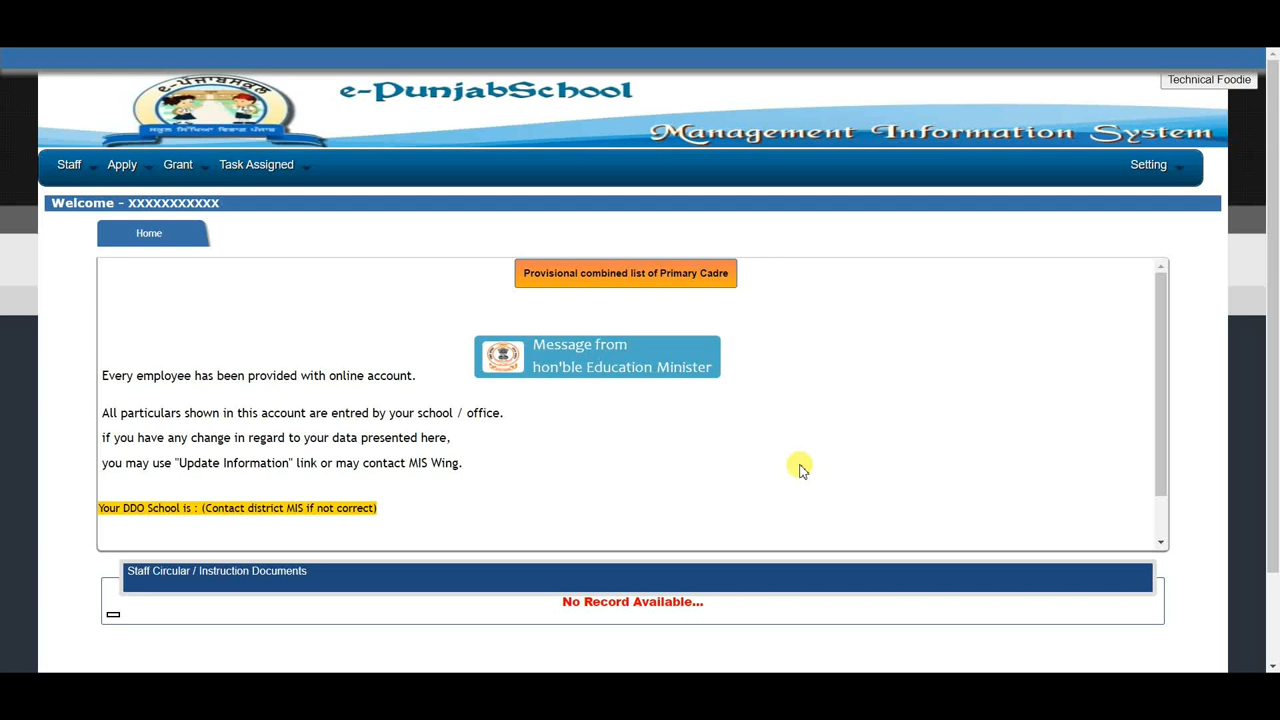 e-PunjabSchool
Technical Foodie
ਈ-ਪੰਜਾਬਸਕੂਲ
Management Information System
Staff Apply Grant Task Assigned Setting
Welcome - XXXXXXXXXXX
Home
Provisional combined list of Primary Cadre
Message from
hon'ble Education Minister
Every employee has been provided with online account.
All particulars shown in this account are entred by your school / office.
if you have any change in regard to your data presented here,
you may use "Update Information" link or may contact MIS Wing.
Your DDO School is : (Contact district MIS if not correct)
Staff Circular / Instruction Documents
No Record Available...